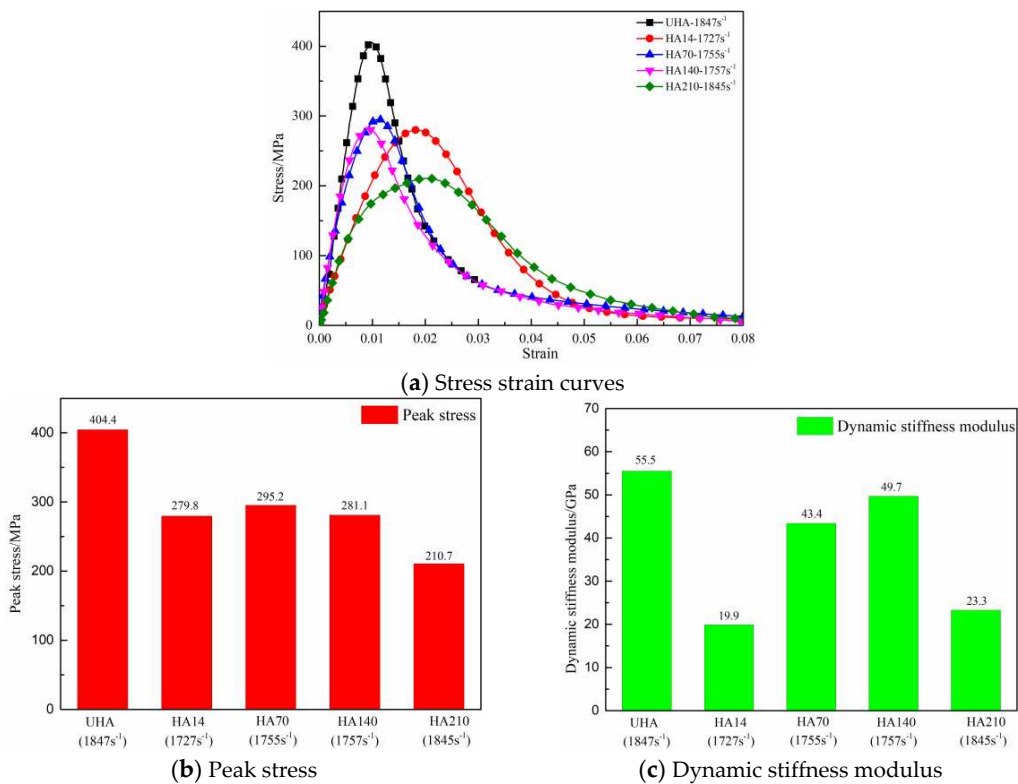 UHA-1847s⁻¹
HA14-1727s⁻¹
HA70-1755s⁻¹
HA140-1757s⁻¹
HA210-1845s⁻¹
400
300
200
100
0
Stress/MPa
0.00 0.01 0.02 0.03 0.04 0.05 0.06 0.07 0.08
Strain
(a) Stress strain curves
Peak stress
404.4
279.8
295.2
281.1
210.7
400
300
200
100
0
Peak stress/MPa
UHA HA14 HA70 HA140 HA210
(1847s⁻¹) (1727s⁻¹) (1755s⁻¹) (1757s⁻¹) (1845s⁻¹)
(b) Peak stress
Dynamic stiffness modulus
55.5
19.9
43.4
49.7
23.3
70
60
50
40
30
20
10
0
Dynamic stiffness modulus/GPa
UHA HA14 HA70 HA140 HA210
(1847s⁻¹) (1727s⁻¹) (1755s⁻¹) (1757s⁻¹) (1845s⁻¹)
(c) Dynamic stiffness modulus